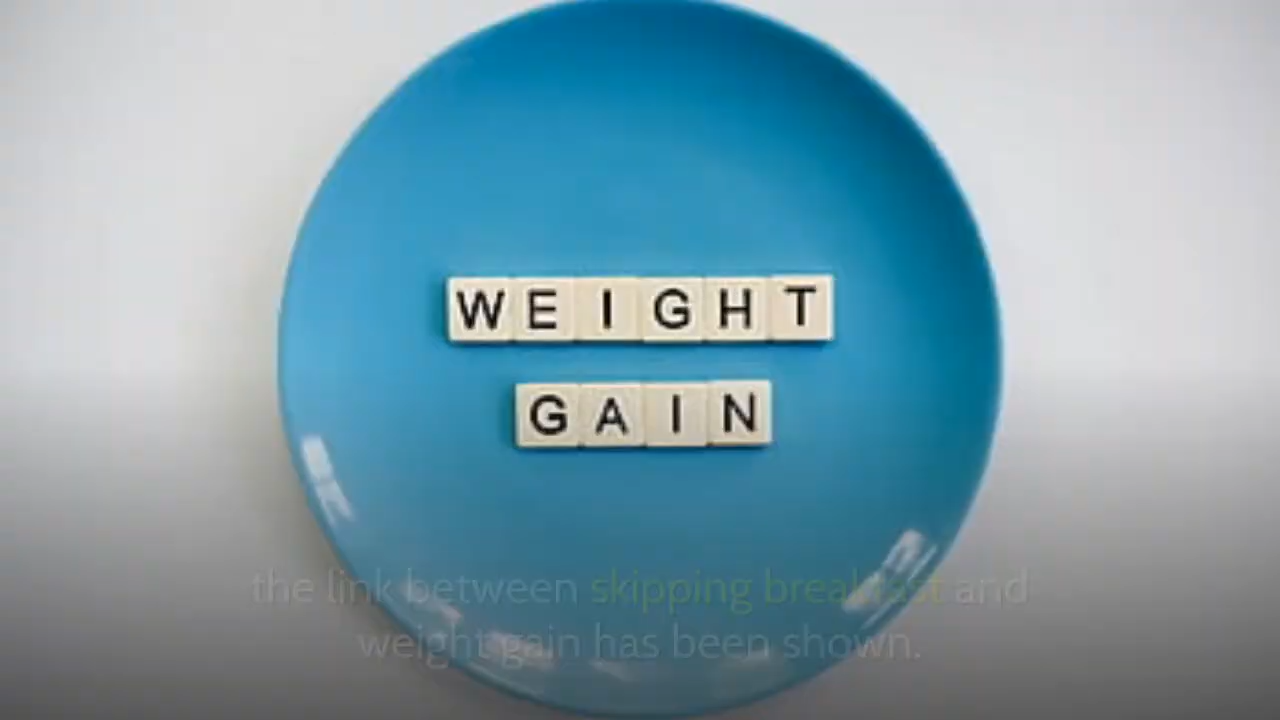 WEIGHT
GAIN
the link between skipping breakfast and
weight gain has been shown.